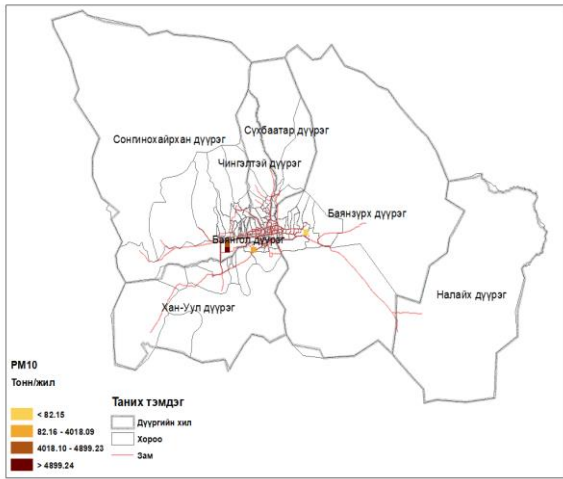 Сүхбаатар дүүрэг
Сонгинохайрхан дүүрэг
Чингэлтэй дүүрэг
Баянзүрх дүүрэг
Баянгол дүүрэг
Налайх дүүрэг
Хан-Уул дүүрэг
PM10
Тонн/жил
< 82.15
82.16 - 4018.09
4018.10 - 4899.23
> 4899.24
Таних тэмдэг
Дүүргийн хил
Хороо
Зам